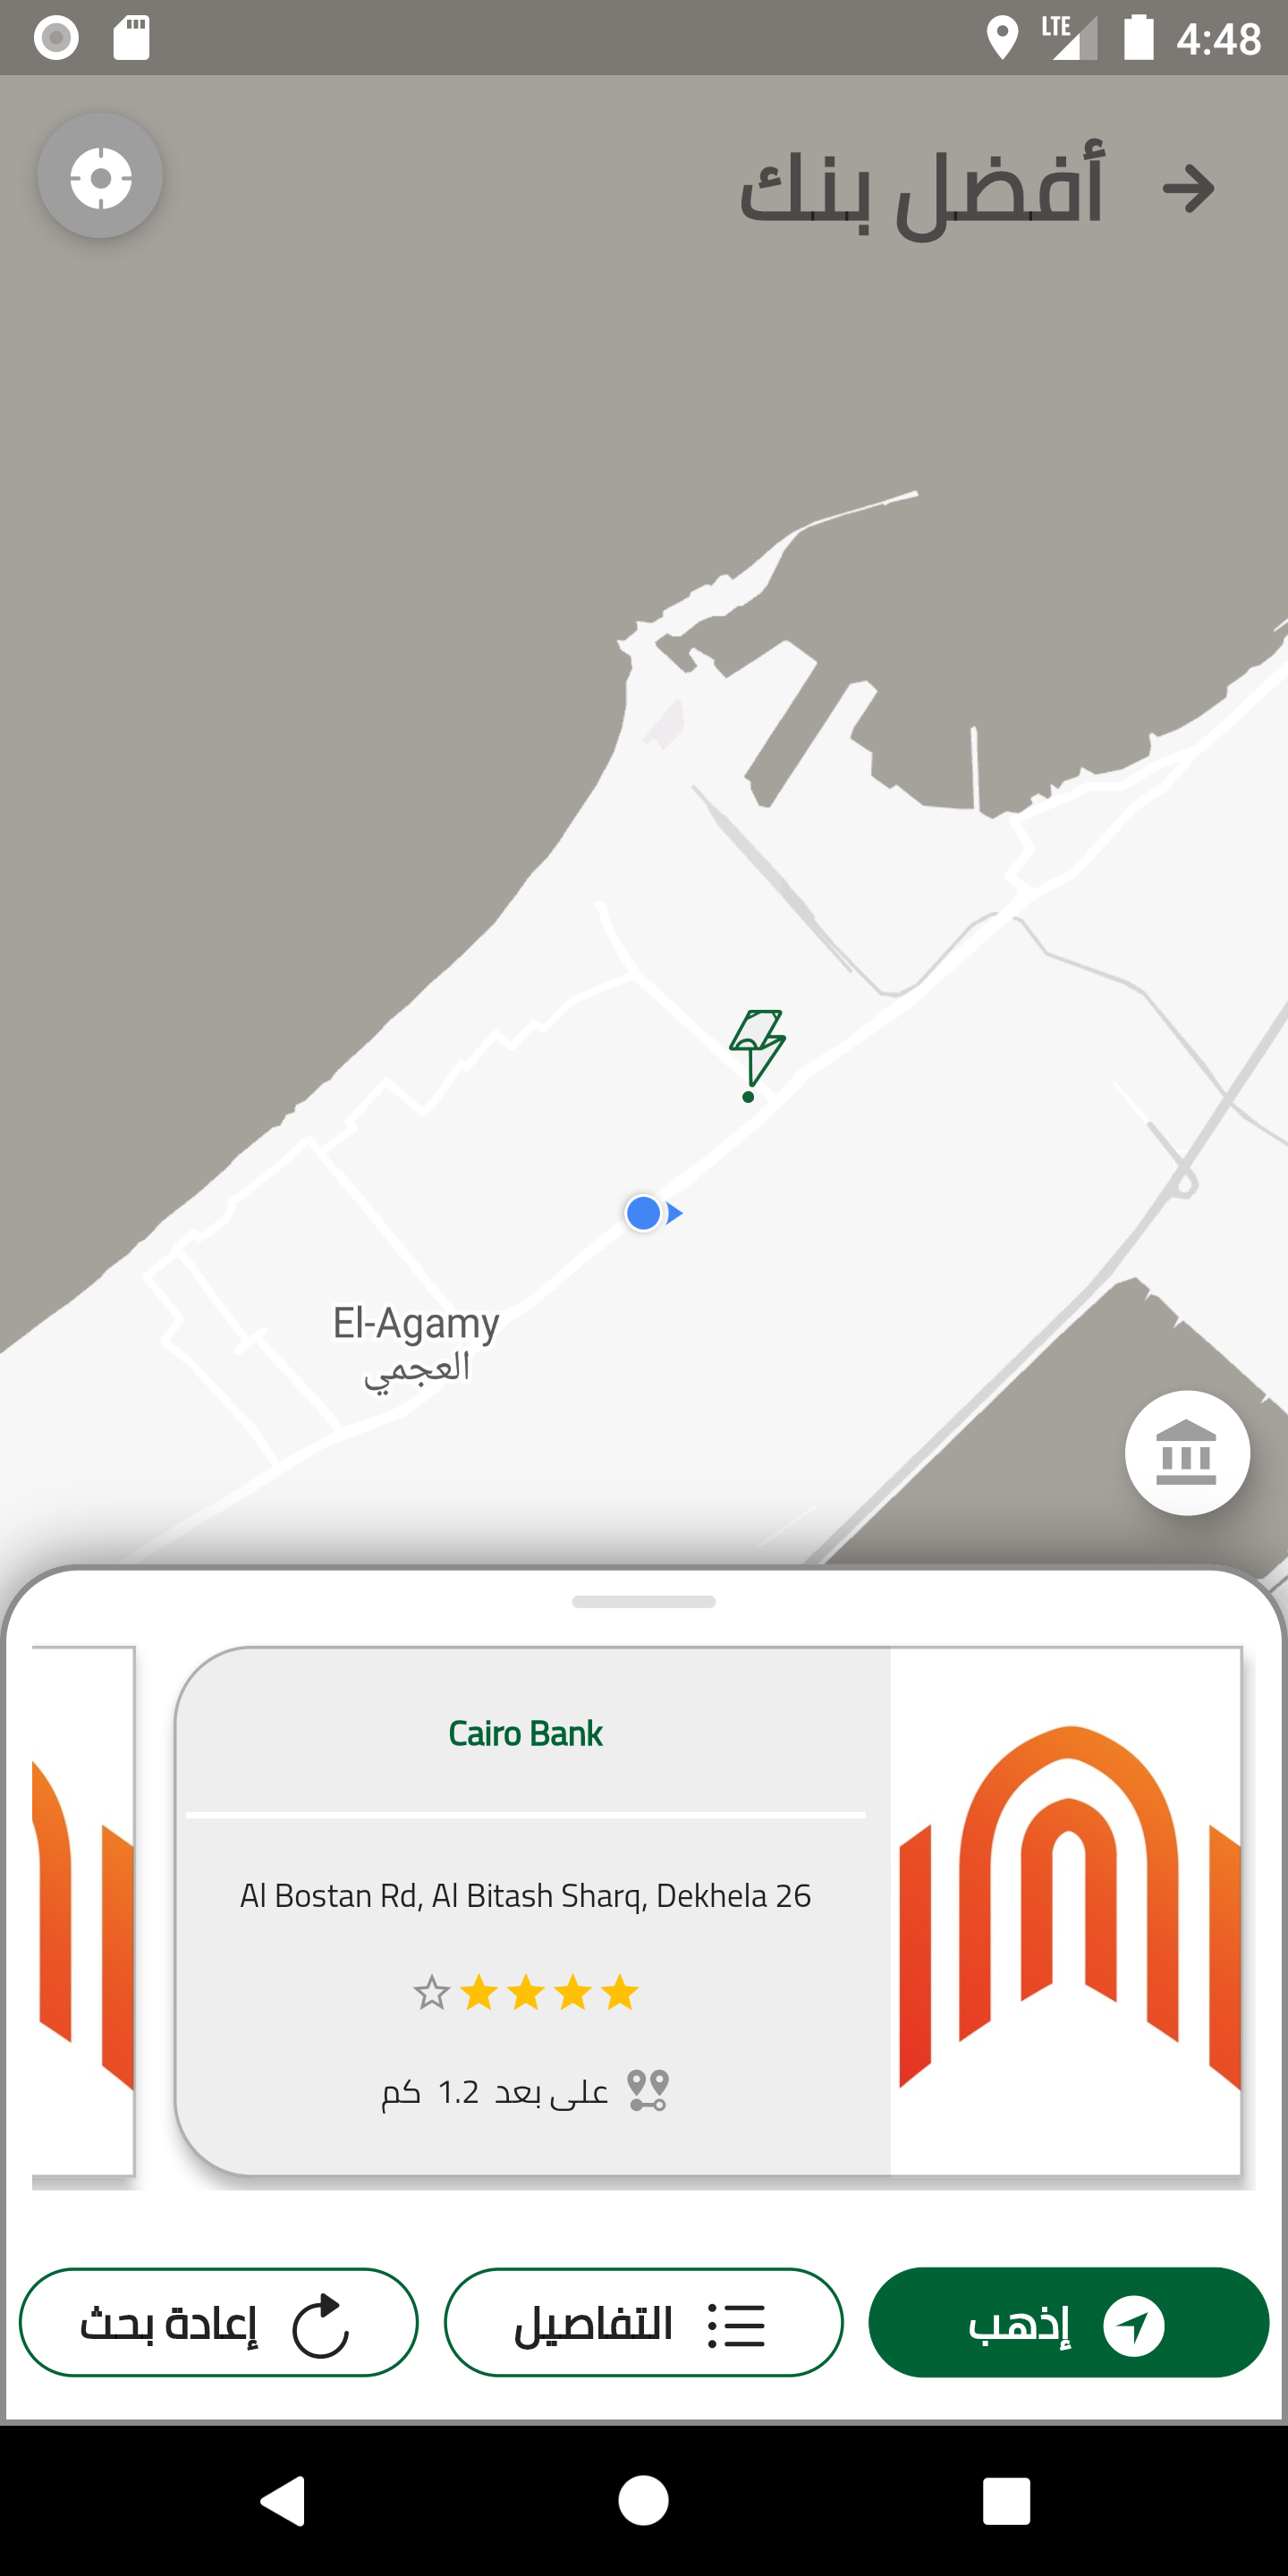 LTE 4:48
أفضل بنك
El-Agamy
العجمي
Cairo Bank
Al Bostan Rd, Al Bitash Sharq, Dekhela 26
على بعد 1.2 كم
إذهب
التفاصيل
إعادة بحث